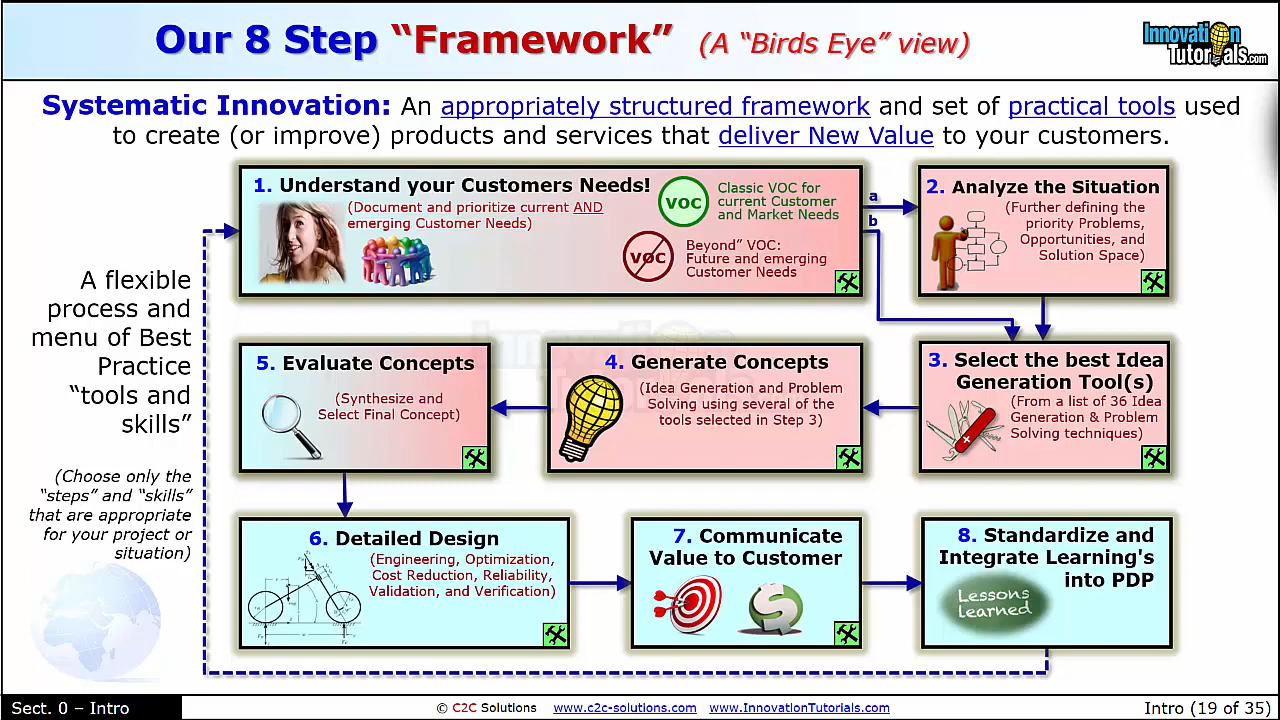 Our 8 Step “Framework” (A “Birds Eye” view)
Innovation
Tutorials.com
Systematic Innovation: An appropriately structured framework and set of practical tools used
to create (or improve) products and services that deliver New Value to your customers.
1. Understand your Customers Needs!
(Document and prioritize current AND
emerging Customer Needs)
VOC
Classic VOC for
current Customer
and Market Needs
VOC
Beyond” VOC:
Future and emerging
Customer Needs
a
b
2. Analyze the Situation
(Further defining the
priority Problems,
Opportunities, and
Solution Space)
A flexible
process and
menu of Best
Practice
“tools and
skills”
(Choose only the
“steps” and “skills”
that are appropriate
for your project or
situation)
3. Select the best Idea
Generation Tool(s)
(From a list of 36 Idea
Generation & Problem
Solving techniques)
4. Generate Concepts
(Idea Generation and Problem
Solving using several of the
tools selected in Step 3)
5. Evaluate Concepts
(Synthesize and
Select Final Concept)
Innovation
Tutorials
6. Detailed Design
(Engineering, Optimization,
Cost Reduction, Reliability,
Validation, and Verification)
7. Communicate
Value to Customer
$
8. Standardize and
Integrate Learning's
into PDP
Lessons
Learned
Sect. 0 – Intro
© C2C Solutions www.c2c-solutions.com www.InnovationTutorials.com
Intro (19 of 35)